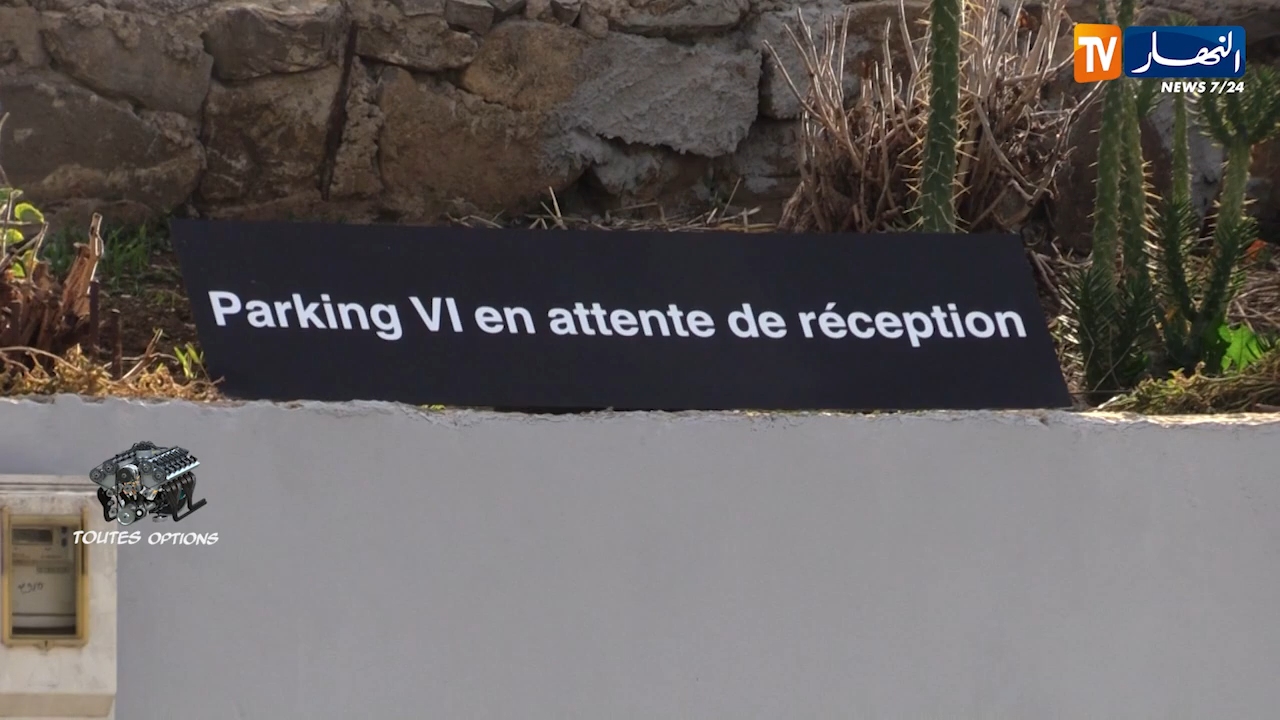 TV النهار
NEWS 7/24
Parking VI en attente de réception
TOUTES OPTIONS